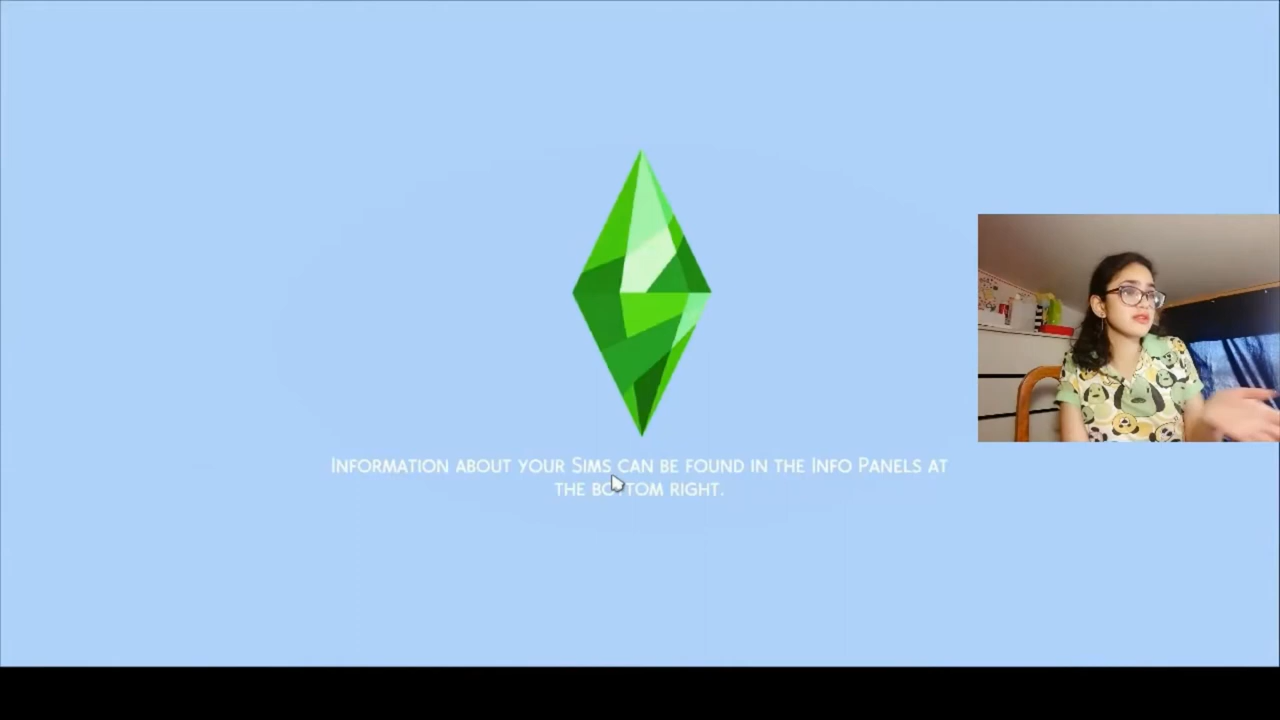 Information about your Sims can be found in the Info Panels at
the bottom right.